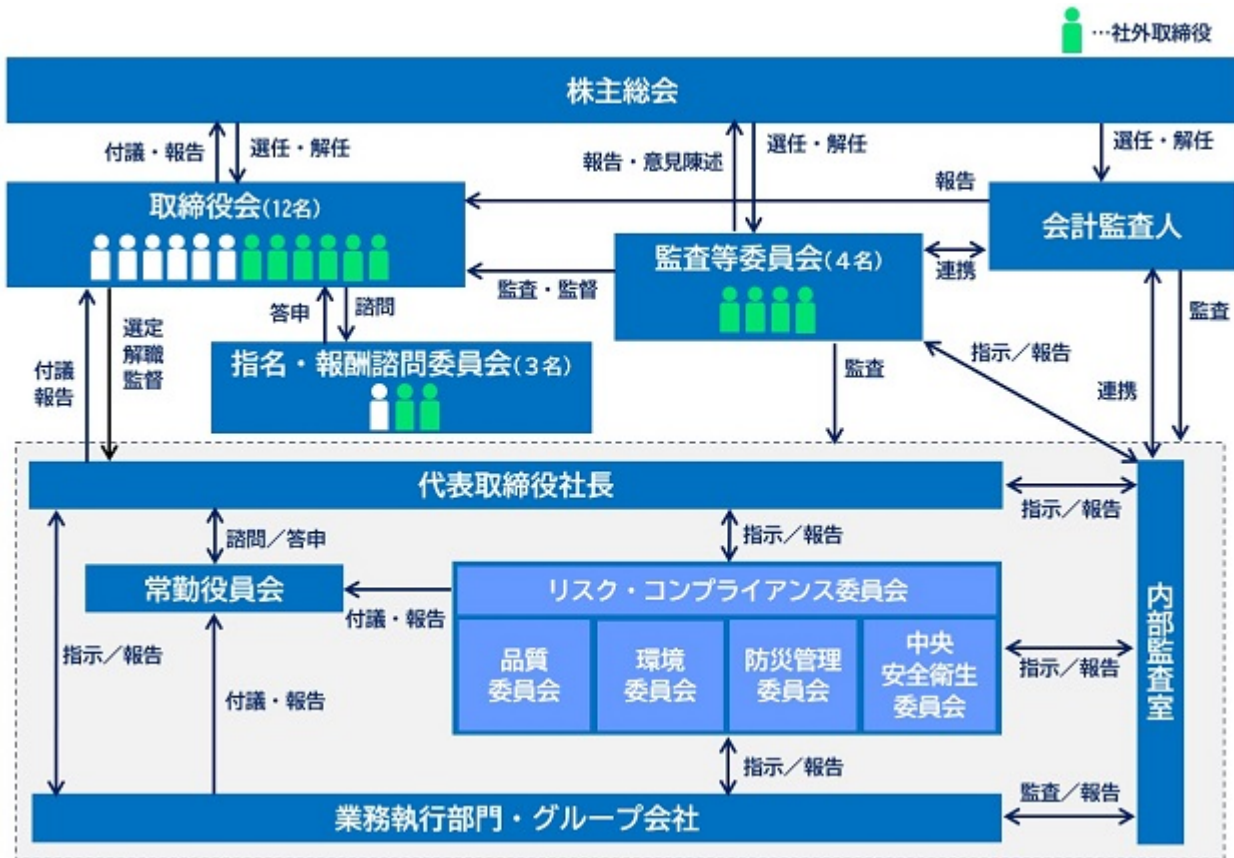 …社外取締役
株主総会
付議・報告
選任・解任
報告・意見陳述
選任・解任
選任・解任
報告
取締役会(12名)
会計監査人
監査等委員会(4名)
連携
監査・監督
答申
諮問
選定
解職
監督
付議
報告
指名・報酬諮問委員会(3名)
監査
指示／報告
連携
監査
代表取締役社長
指示／報告
諮問／答申
指示／報告
常勤役員会
リスク・コンプライアンス委員会
付議・報告
内部監査室
品質
委員会
環境
委員会
防災管理
委員会
中央
安全衛生
委員会
指示／報告
指示／報告
付議・報告
指示／報告
監査／報告
業務執行部門・グループ会社